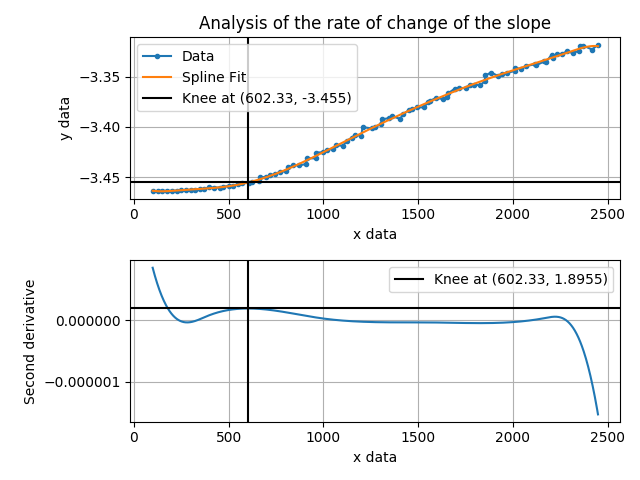 Analysis of the rate of change of the slope
Data
Spline Fit
Knee at (602.33, -3.455)
y data
−3.35
−3.40
−3.45
0 500 1000 1500 2000 2500
x data
Knee at (602.33, 1.8955)
Second derivative
0.000000
−0.000001
0 500 1000 1500 2000 2500
x data